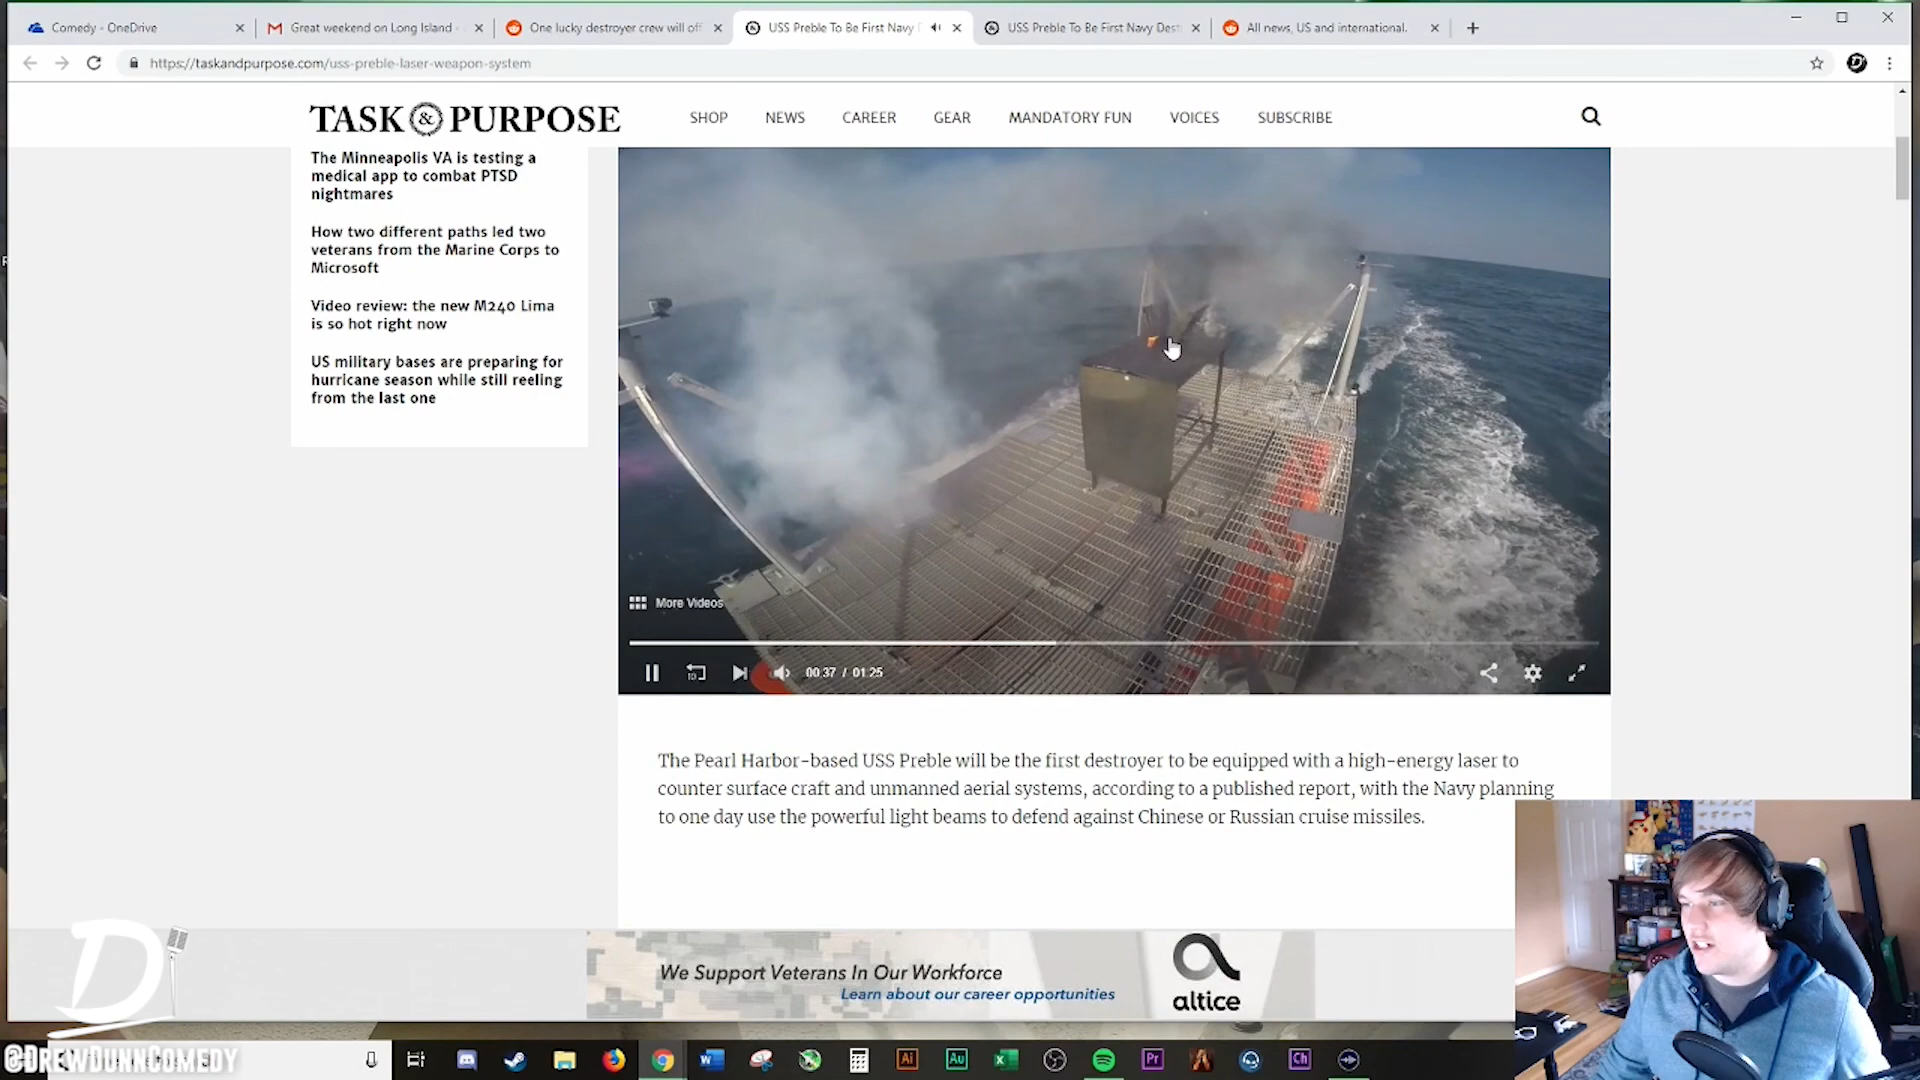 Comedy - OneDrive
Great weekend on Long Island -
One lucky destroyer crew will off
USS Preble To Be First Navy
USS Preble To Be First Navy Dest
All news, US and international.
https://taskandpurpose.com/uss-preble-laser-weapon-system
TASK & PURPOSE
SHOP
NEWS
CAREER
GEAR
MANDATORY FUN
VOICES
SUBSCRIBE
The Minneapolis VA is testing a
medical app to combat PTSD
nightmares
How two different paths led two
veterans from the Marine Corps to
Microsoft
Video review: the new M240 Lima
is so hot right now
US military bases are preparing for
hurricane season while still reeling
from the last one
More Videos
10
00:37 / 01:25
The Pearl Harbor-based USS Preble will be the first destroyer to be equipped with a high-energy laser to
counter surface craft and unmanned aerial systems, according to a published report, with the Navy planning
to one day use the powerful light beams to defend against Chinese or Russian cruise missiles.
We Support Veterans In Our Workforce
Learn about our career opportunities
altice
D
@DREWDUNNCOMEDY
Ai
Au
Pr
Ch